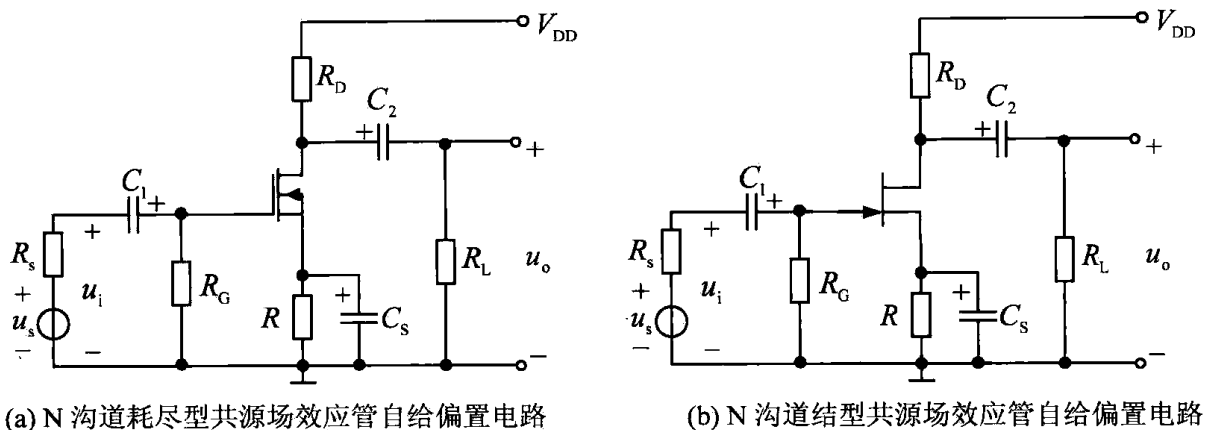 V_DD
R_D
C_2
+
+
C_1
+
+
R_s
+
u_i
R_G
u_s
−
−
R
+
C_S
R_L
u_o
−
(a) N 沟道耗尽型共源场效应管自给偏置电路
V_DD
R_D
C_2
+
+
C_1
+
+
R_s
+
u_i
R_G
u_s
−
−
R
+
C_S
R_L
u_o
−
(b) N 沟道结型共源场效应管自给偏置电路